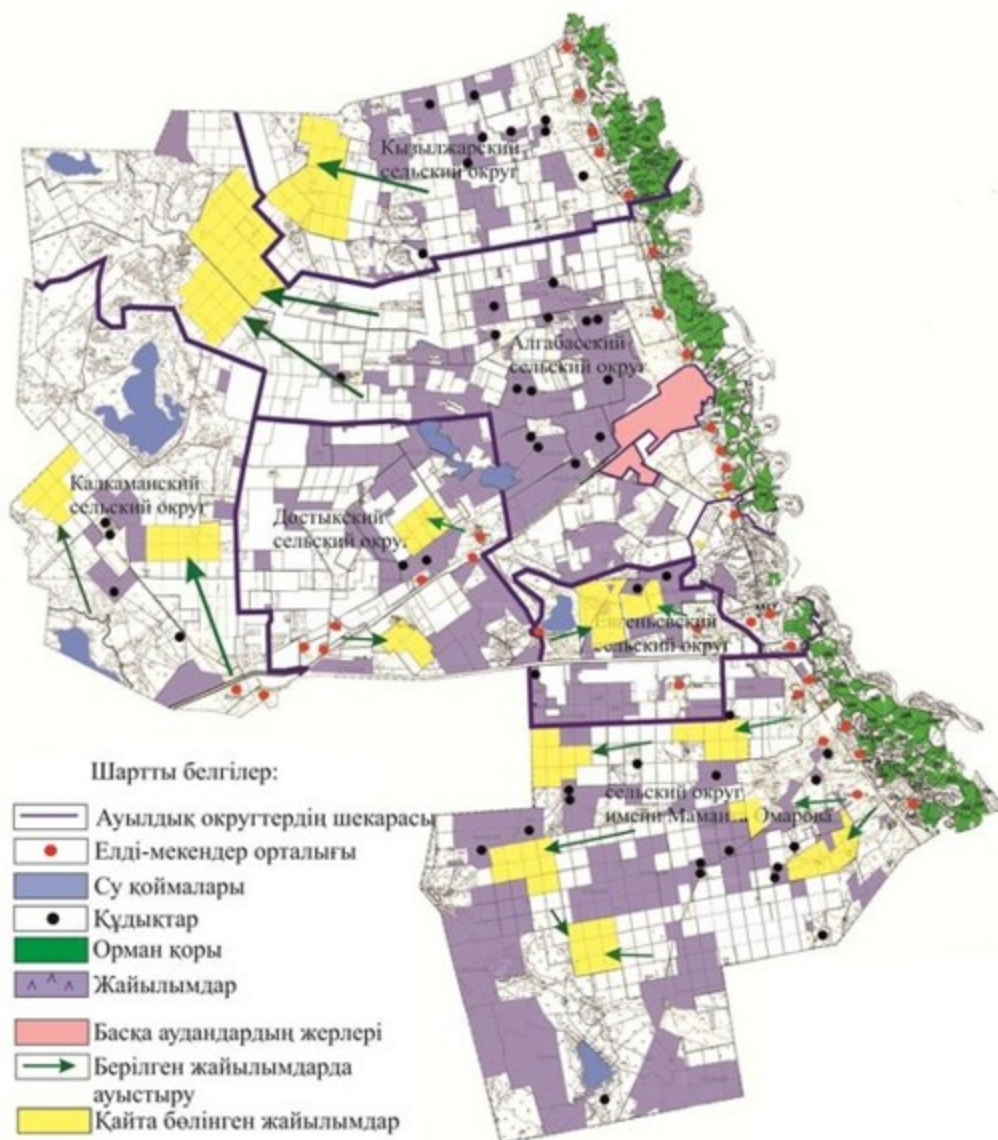 Кызылжарский
сельский округ
Алгабасский
сельский округ
Калкаманский
сельский округ
Достыкский
сельский округ
Евгеньевский
сельский округ
сельский округ
имени Мамаита Омарова
Шартты белгілер:
Ауылдық округтердің шекарасы
Елді-мекендер орталығы
Су қоймалары
Құдықтар
Орман қоры
Жайылымдар
Басқа аудандардың жерлері
Берілген жайылымдарда
ауыстыру
Қайта бөлінген жайылымдар